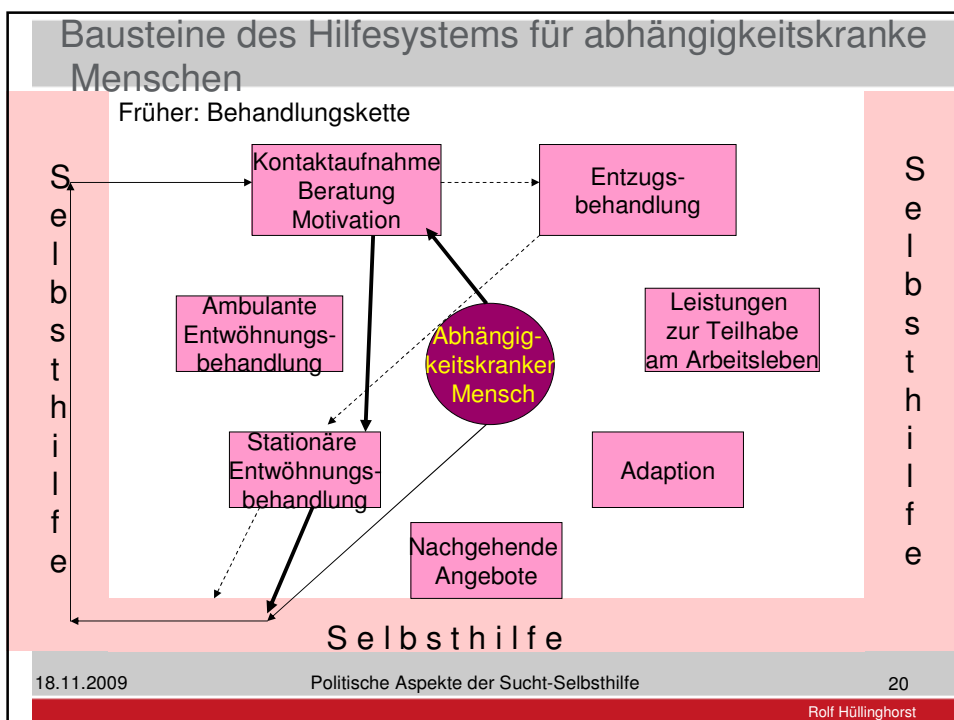 Bausteine des Hilfesystems für abhängigkeitskranke
Menschen
Früher: Behandlungskette
S
e
l
b
s
t
h
i
l
f
e
Kontaktaufnahme
Beratung
Motivation
Entzugs-
behandlung
Ambulante
Entwöhnungs-
behandlung
Abhängig-
keitskranker
Mensch
Leistungen
zur Teilhabe
am Arbeitsleben
Stationäre
Entwöhnungs-
behandlung
Adaption
Nachgehende
Angebote
S
e
l
b
s
t
h
i
l
f
e
S e l b s t h i l f e
18.11.2009 Politische Aspekte der Sucht-Selbsthilfe 20
Rolf Hüllinghorst